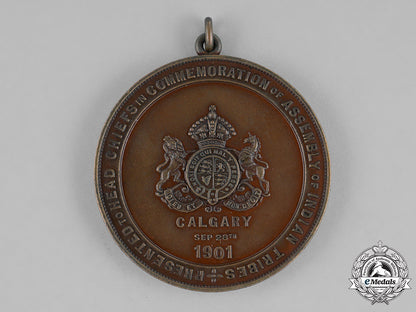 PRESENTED TO HEAD CHIEFS IN COMMEMORATION OF ASSEMBLY OF INDIAN TRIBES
CALGARY
SEP 28TH
1901
eMedals